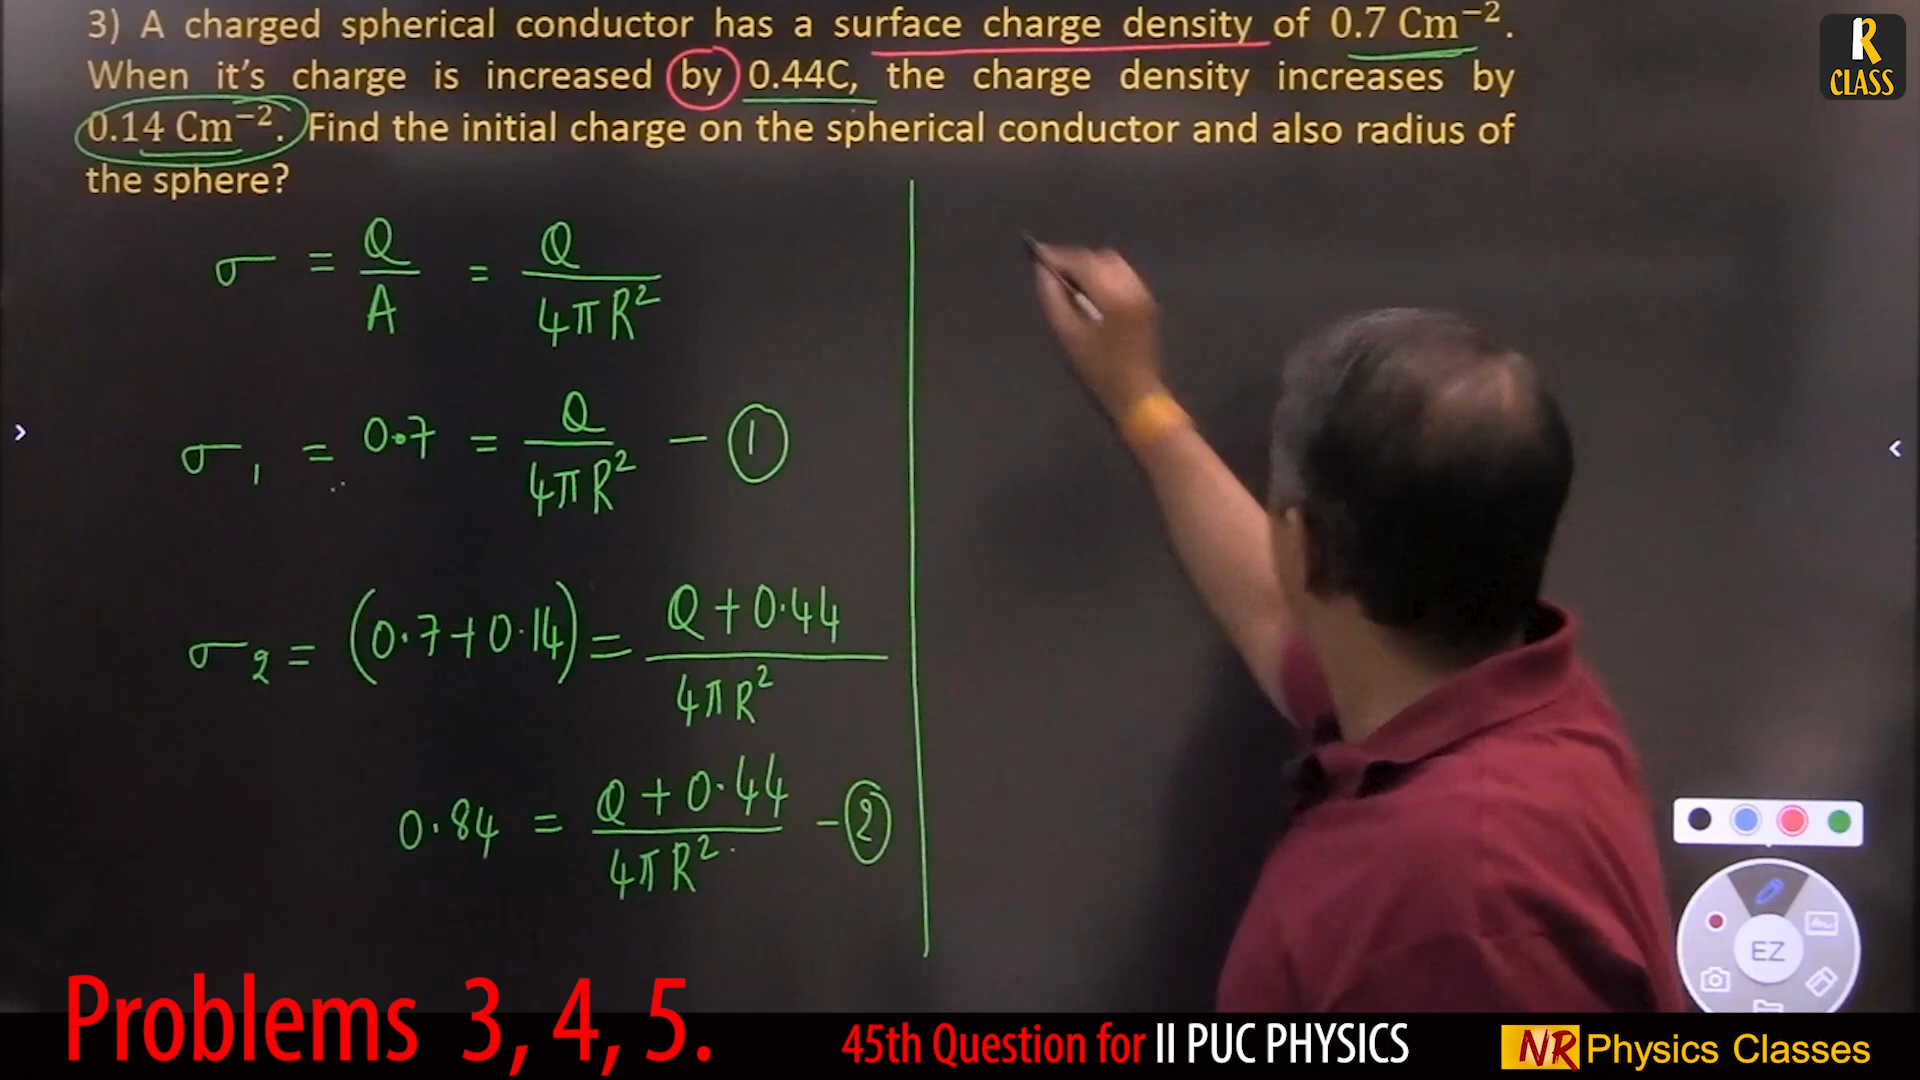 3) A charged spherical conductor has a surface charge density of 0.7 Cm⁻².
When it's charge is increased by 0.44C, the charge density increases by
0.14 Cm⁻². Find the initial charge on the spherical conductor and also radius of
the sphere?
R
CLASS
σ = Q/A = Q/4πR²
σ₁ = 0.7 = Q/4πR² – ①
σ₂ = (0.7+0.14) = Q+0.44/4πR²
0.84 = Q+0.44/4πR² – ②
EZ
Problems 3, 4, 5.
45th Question for II PUC PHYSICS
NR Physics Classes